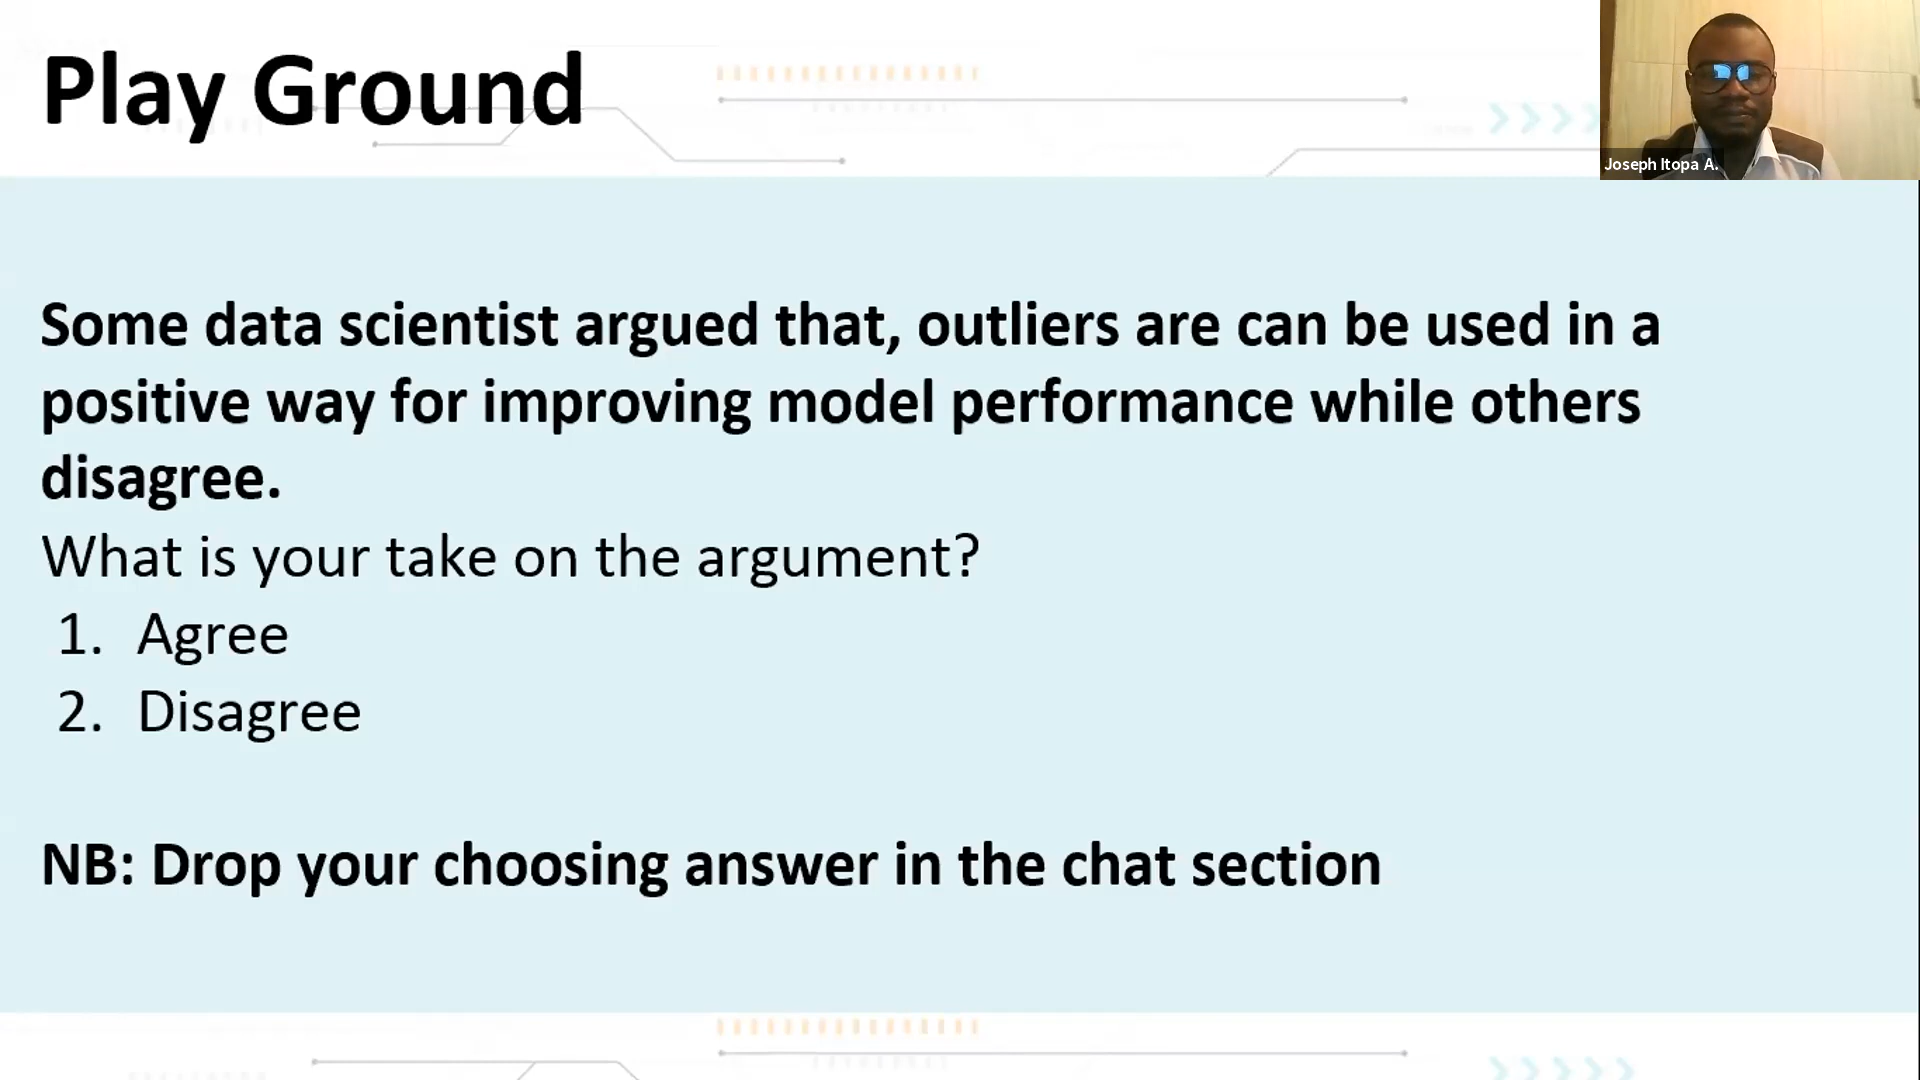 Play Ground
Joseph Itopa A.
Some data scientist argued that, outliers are can be used in a
positive way for improving model performance while others
disagree.
What is your take on the argument?
1. Agree
2. Disagree
NB: Drop your choosing answer in the chat section